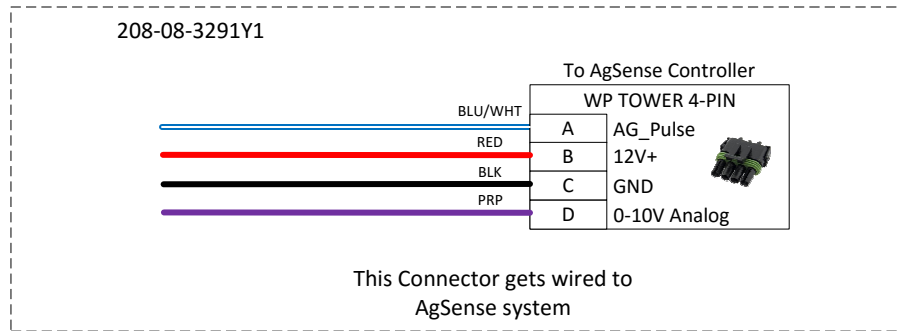 208-08-3291Y1
To AgSense Controller
WP TOWER 4-PIN
BLU/WHT
A AG_Pulse
RED
B 12V+
BLK
C GND
PRP
D 0-10V Analog
This Connector gets wired to
AgSense system